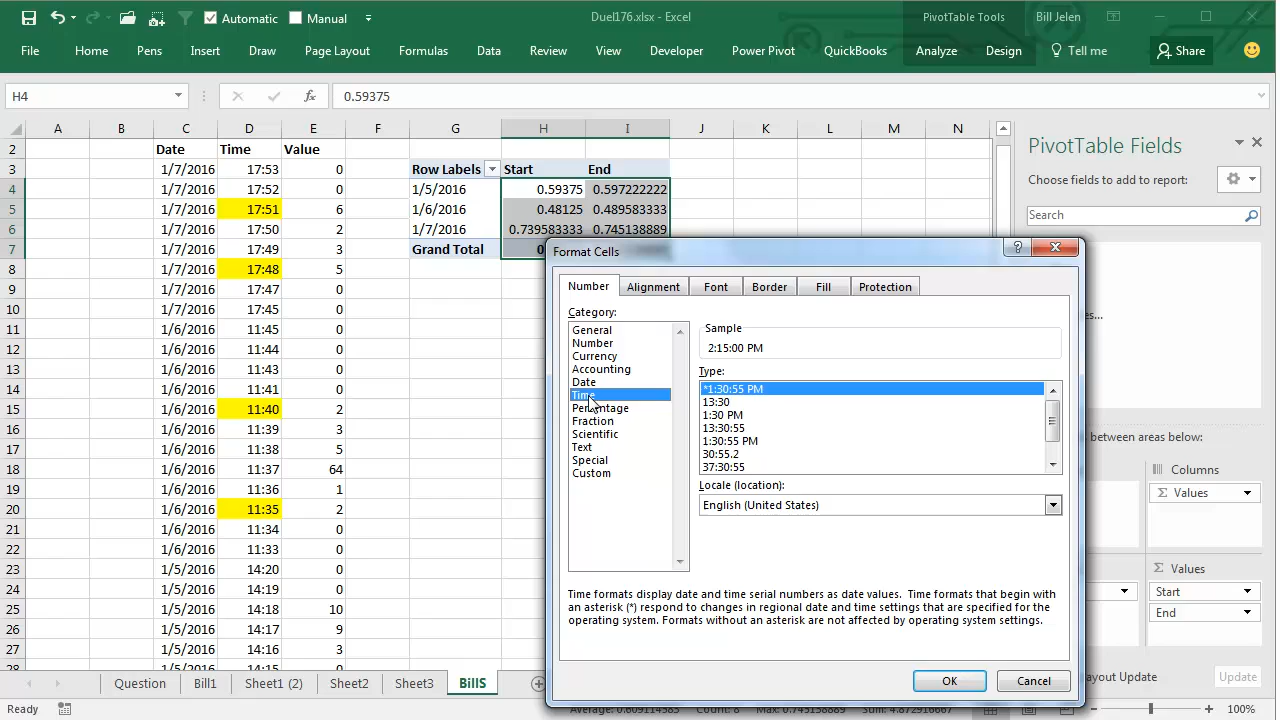 Automatic Manual Duel176.xlsx - Excel PivotTable Tools Bill Jelen
File Home Pens Insert Draw Page Layout Formulas Data Review View Developer Power Pivot QuickBooks Analyze Design Tell me Share
H4 fx 0.59375
A B C D E F G H I J K L M N
PivotTable Fields
Choose fields to add to report:
Search
2 Date Time Value
3 1/7/2016 17:53 0 Row Labels Start End
4 1/7/2016 17:52 0 1/5/2016 0.59375 0.597222222
5 1/7/2016 17:51 6 1/6/2016 0.48125 0.489583333
6 1/7/2016 17:50 2 1/7/2016 0.739583333 0.745138889
7 1/7/2016 17:49 3 Grand Total
8 1/7/2016 17:48 5
9 1/7/2016 17:47 0
10 1/7/2016 17:45 0
11 1/6/2016 11:45 0
12 1/6/2016 11:44 0
13 1/6/2016 11:43 0
14 1/6/2016 11:41 0
15 1/6/2016 11:40 2
16 1/6/2016 11:39 3
17 1/6/2016 11:38 5
18 1/6/2016 11:37 64
19 1/6/2016 11:36 1
20 1/6/2016 11:35 2
21 1/6/2016 11:34 0
22 1/6/2016 11:33 0
23 1/5/2016 14:20 0
24 1/5/2016 14:19 0
25 1/5/2016 14:18 10
26 1/5/2016 14:17 9
27 1/5/2016 14:16 3
28 1/5/2016 14:15 0
Format Cells
Number Alignment Font Border Fill Protection
Category:
General
Number
Currency
Accounting
Date
Time
Percentage
Fraction
Scientific
Text
Special
Custom
Sample
2:15:00 PM
Type:
*1:30:55 PM
13:30
1:30 PM
13:30:55
1:30:55 PM
30:55.2
37:30:55
Locale (location):
English (United States)
Time formats display date and time serial numbers as date values. Time formats that begin with
an asterisk (*) respond to changes in regional date and time settings that are specified for the
operating system. Formats without an asterisk are not affected by operating system settings.
OK Cancel
between areas below:
Columns
Σ Values
Σ Values
Start
End
Layout Update Update
Question Bill1 Sheet1 (2) Sheet2 Sheet3 BillS
Ready Average: 0.609114583 Count: 8 Max: 0.745138889 Sum: 4.872916667 100%